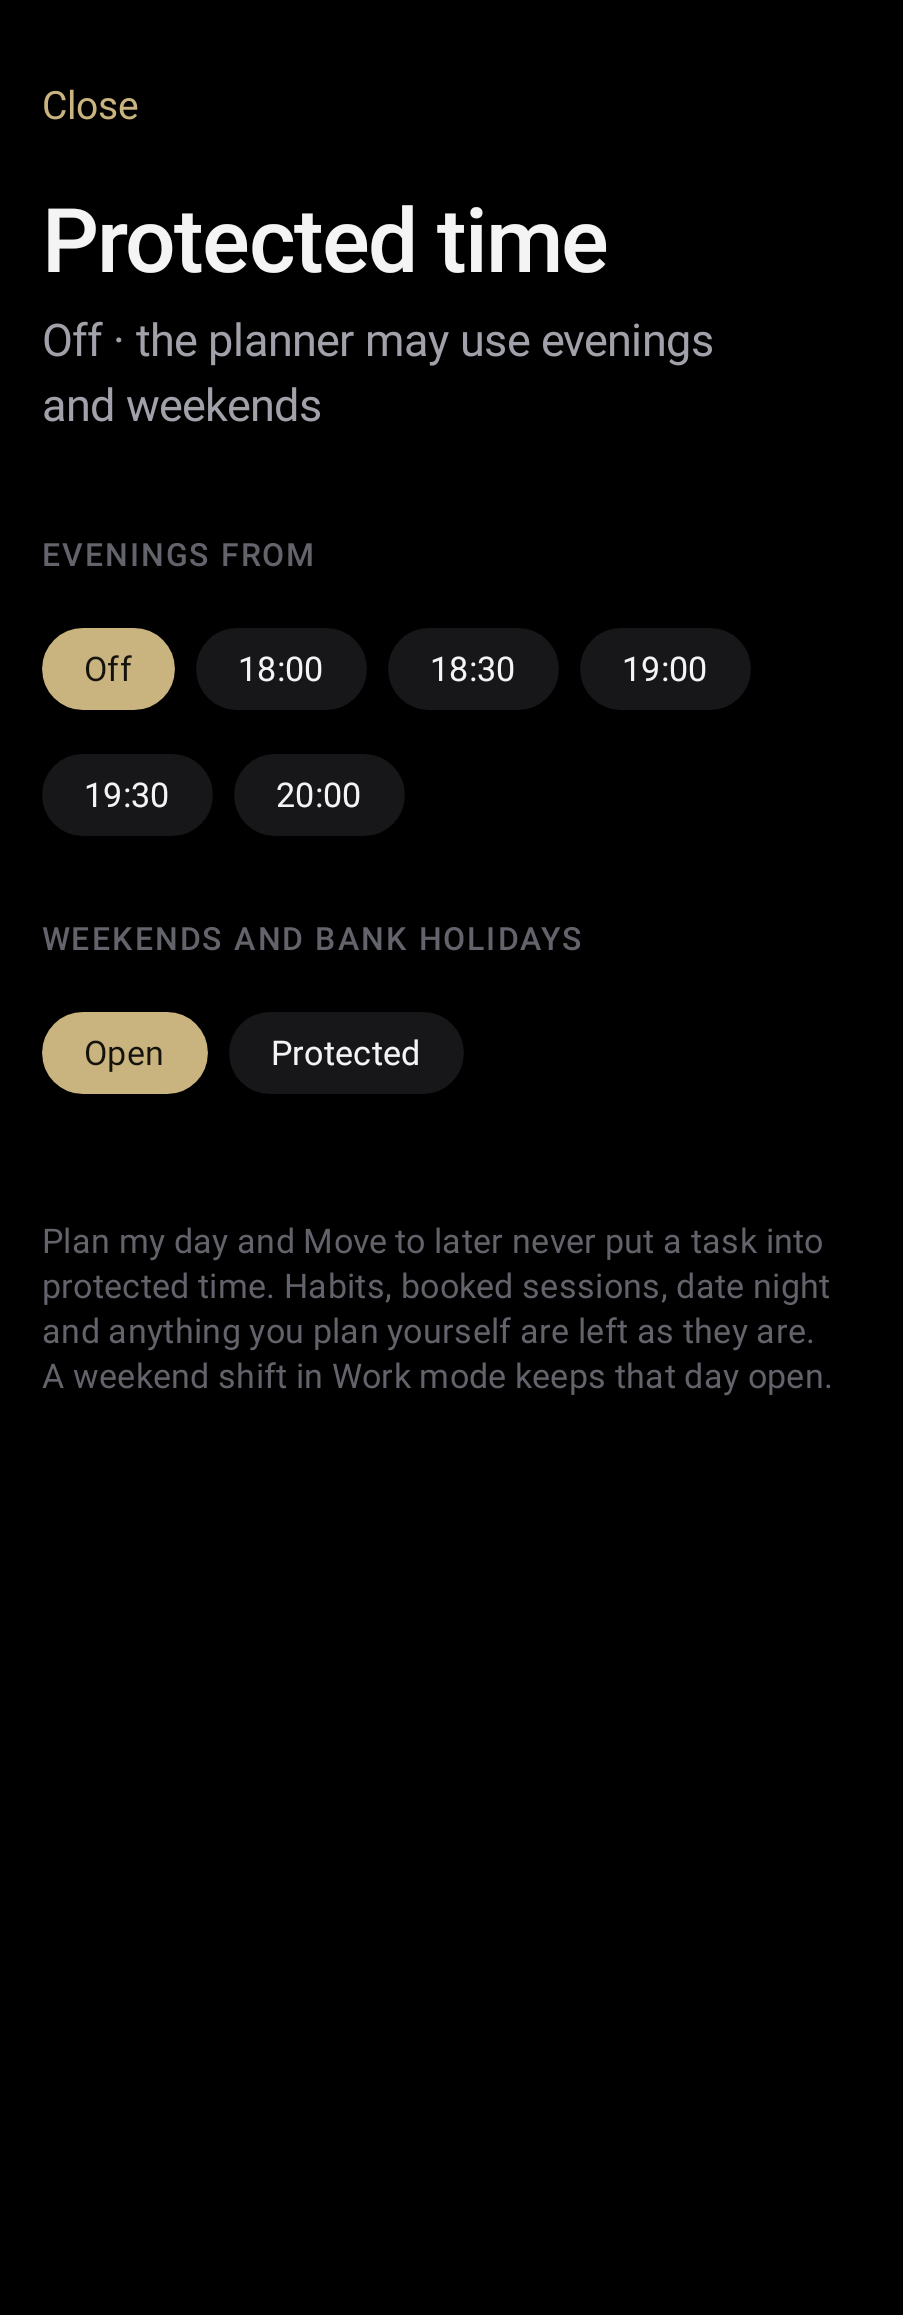 Close
Protected time
Off · the planner may use evenings
and weekends
EVENINGS FROM
Off 18:00 18:30 19:00
19:30 20:00
WEEKENDS AND BANK HOLIDAYS
Open Protected
Plan my day and Move to later never put a task into
protected time. Habits, booked sessions, date night
and anything you plan yourself are left as they are.
A weekend shift in Work mode keeps that day open.